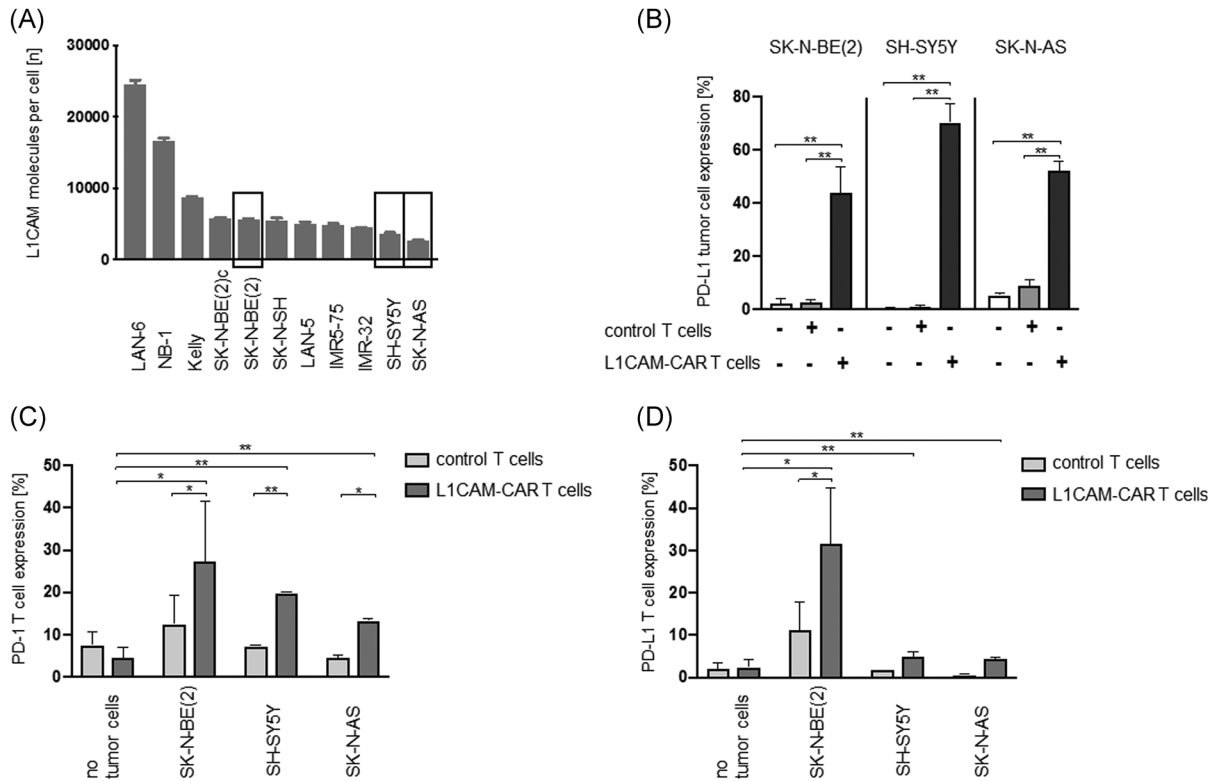 (A)
L1CAM molecules per cell [n]
30000
20000
10000
0
LAN-6
NB-1
Kelly
SK-N-BE(2)c
SK-N-BE(2)
SK-N-SH
LAN-5
IMR5-75
IMR-32
SH-SY5Y
SK-N-AS
(B)
SK-N-BE(2) SH-SY5Y SK-N-AS
PD-L1 tumor cell expression [%]
80
60
40
20
0
** ** ** ** ** **
control T cells - + - - + - - + -
L1CAM-CAR T cells - - + - - + - - +
(C)
PD-1 T cell expression [%]
50
40
30
20
10
0
**
**
*
* ** *
control T cells
L1CAM-CAR T cells
no
tumor cells
SK-N-BE(2)
SH-SY5Y
SK-N-AS
(D)
PD-L1 T cell expression [%]
50
40
30
20
10
0
**
**
*
*
control T cells
L1CAM-CAR T cells
no
tumor cells
SK-N-BE(2)
SH-SY5Y
SK-N-AS